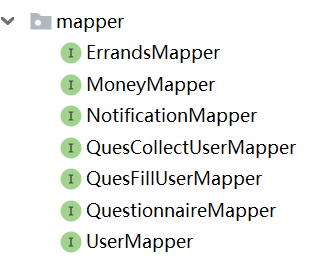 mapper
I ErrandsMapper
I MoneyMapper
I NotificationMapper
I QuesCollectUserMapper
I QuesFillUserMapper
I QuestionnaireMapper
I UserMapper